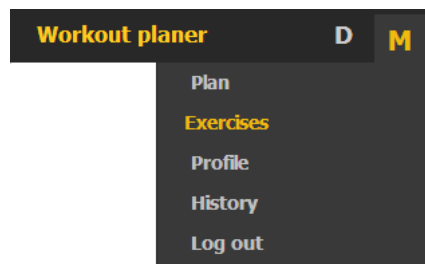 Workout planer D M
Plan
Exercises
Profile
History
Log out